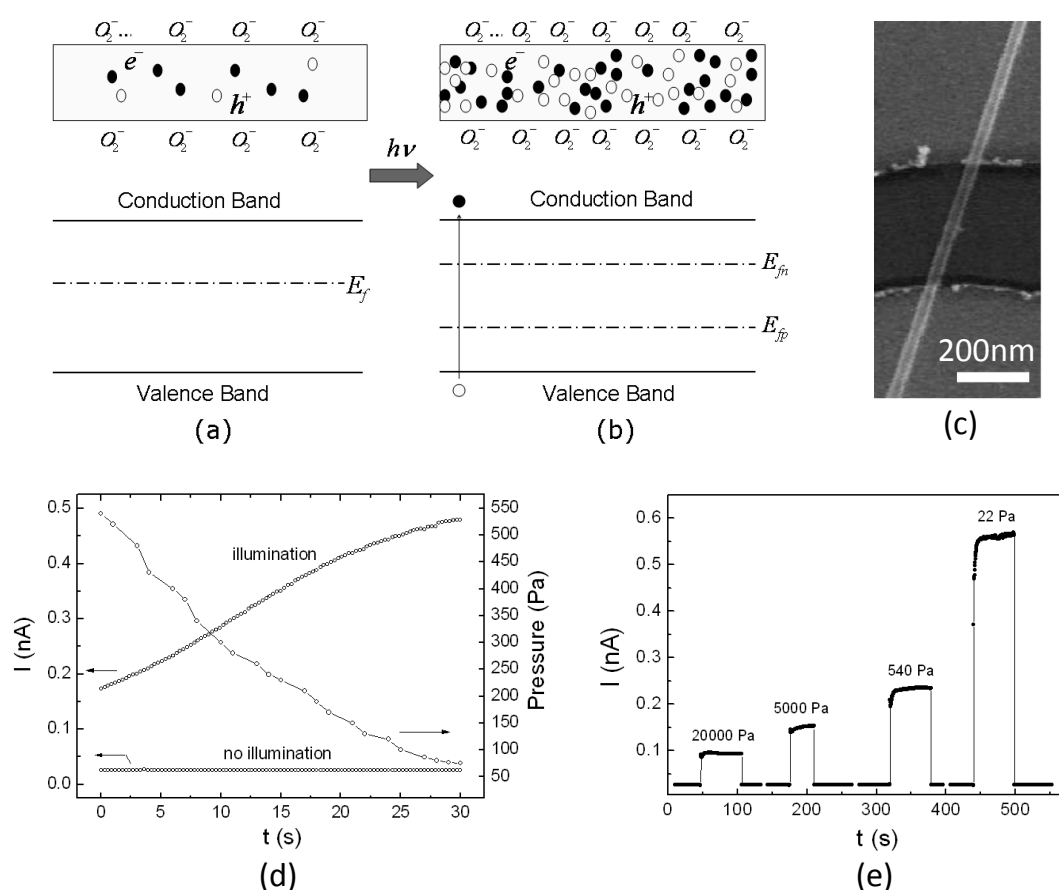 O₂⁻... O₂⁻ O₂⁻ O₂⁻
e⁻
h⁺
O₂⁻ O₂⁻ O₂⁻ O₂⁻
Conduction Band
E_f
Valence Band
(a)
hν
O₂⁻... O₂⁻ O₂⁻ O₂⁻ O₂⁻ O₂⁻ O₂⁻
e⁻
h⁺
O₂⁻ O₂⁻ O₂⁻ O₂⁻ O₂⁻ O₂⁻ O₂⁻
Conduction Band
E_fn
E_fp
Valence Band
(b)
200nm
(c)
0.5
0.4
0.3
0.2
0.1
0.0
I (nA)
illumination
no illumination
550
500
450
400
350
300
250
200
150
100
50
Pressure (Pa)
0 5 10 15 20 25 30
t (s)
(d)
0.6
0.5
0.4
0.3
0.2
0.1
I (nA)
22 Pa
540 Pa
5000 Pa
20000 Pa
0 100 200 300 400 500
t (s)
(e)